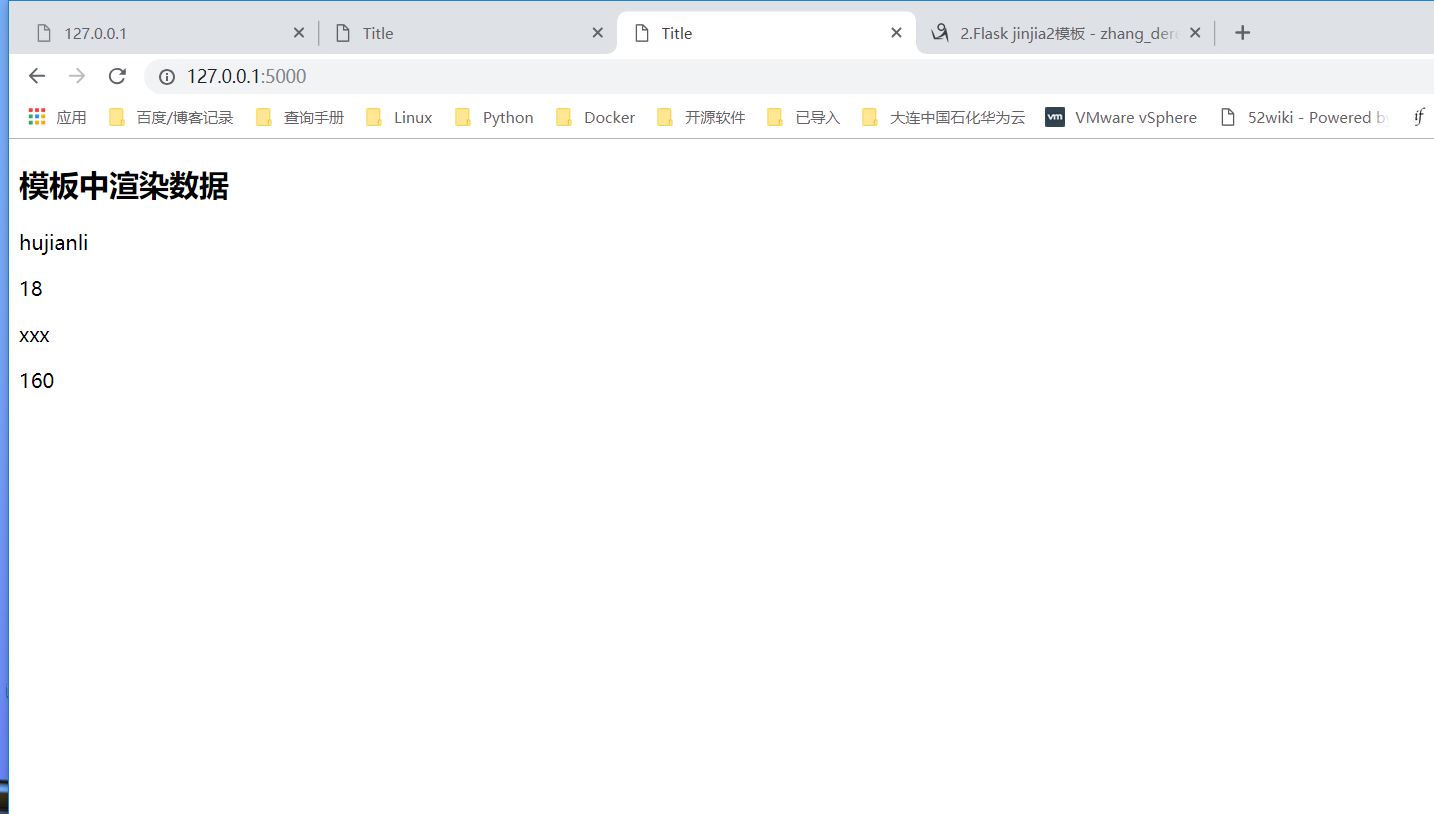 127.0.0.1
Title
Title
2.Flask jinjia2模板 - zhang_dere
127.0.0.1:5000
应用
百度/博客记录
查询手册
Linux
Python
Docker
开源软件
已导入
大连中国石化华为云
vm VMware vSphere
52wiki - Powered by
if
模板中渲染数据
hujianli
18
xxx
160